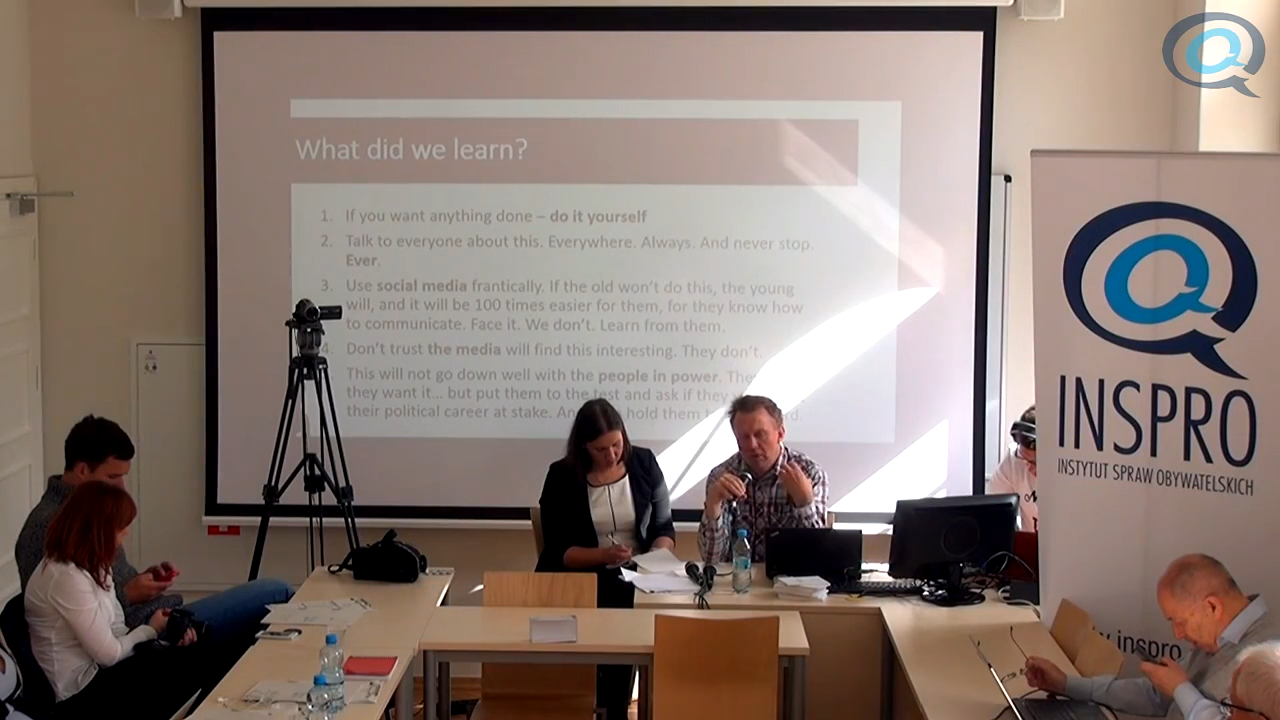 What did we learn?
1. If you want anything done – do it yourself
2. Talk to everyone about this. Everywhere. Always. And never stop.
Ever.
3. Use social media frantically. If the old won't do this, the young
will, and it will be 100 times easier for them, for they know how
to communicate. Face it. We don't. Learn from them.
4. Don't trust the media will find this interesting. They don't.
This will not go down well with the people in power.
they want it... but put them to the test and ask if they
their political career at stake. hold them
INSPRO
INSTYTUT SPRAW OBYWATELSKICH
inspro